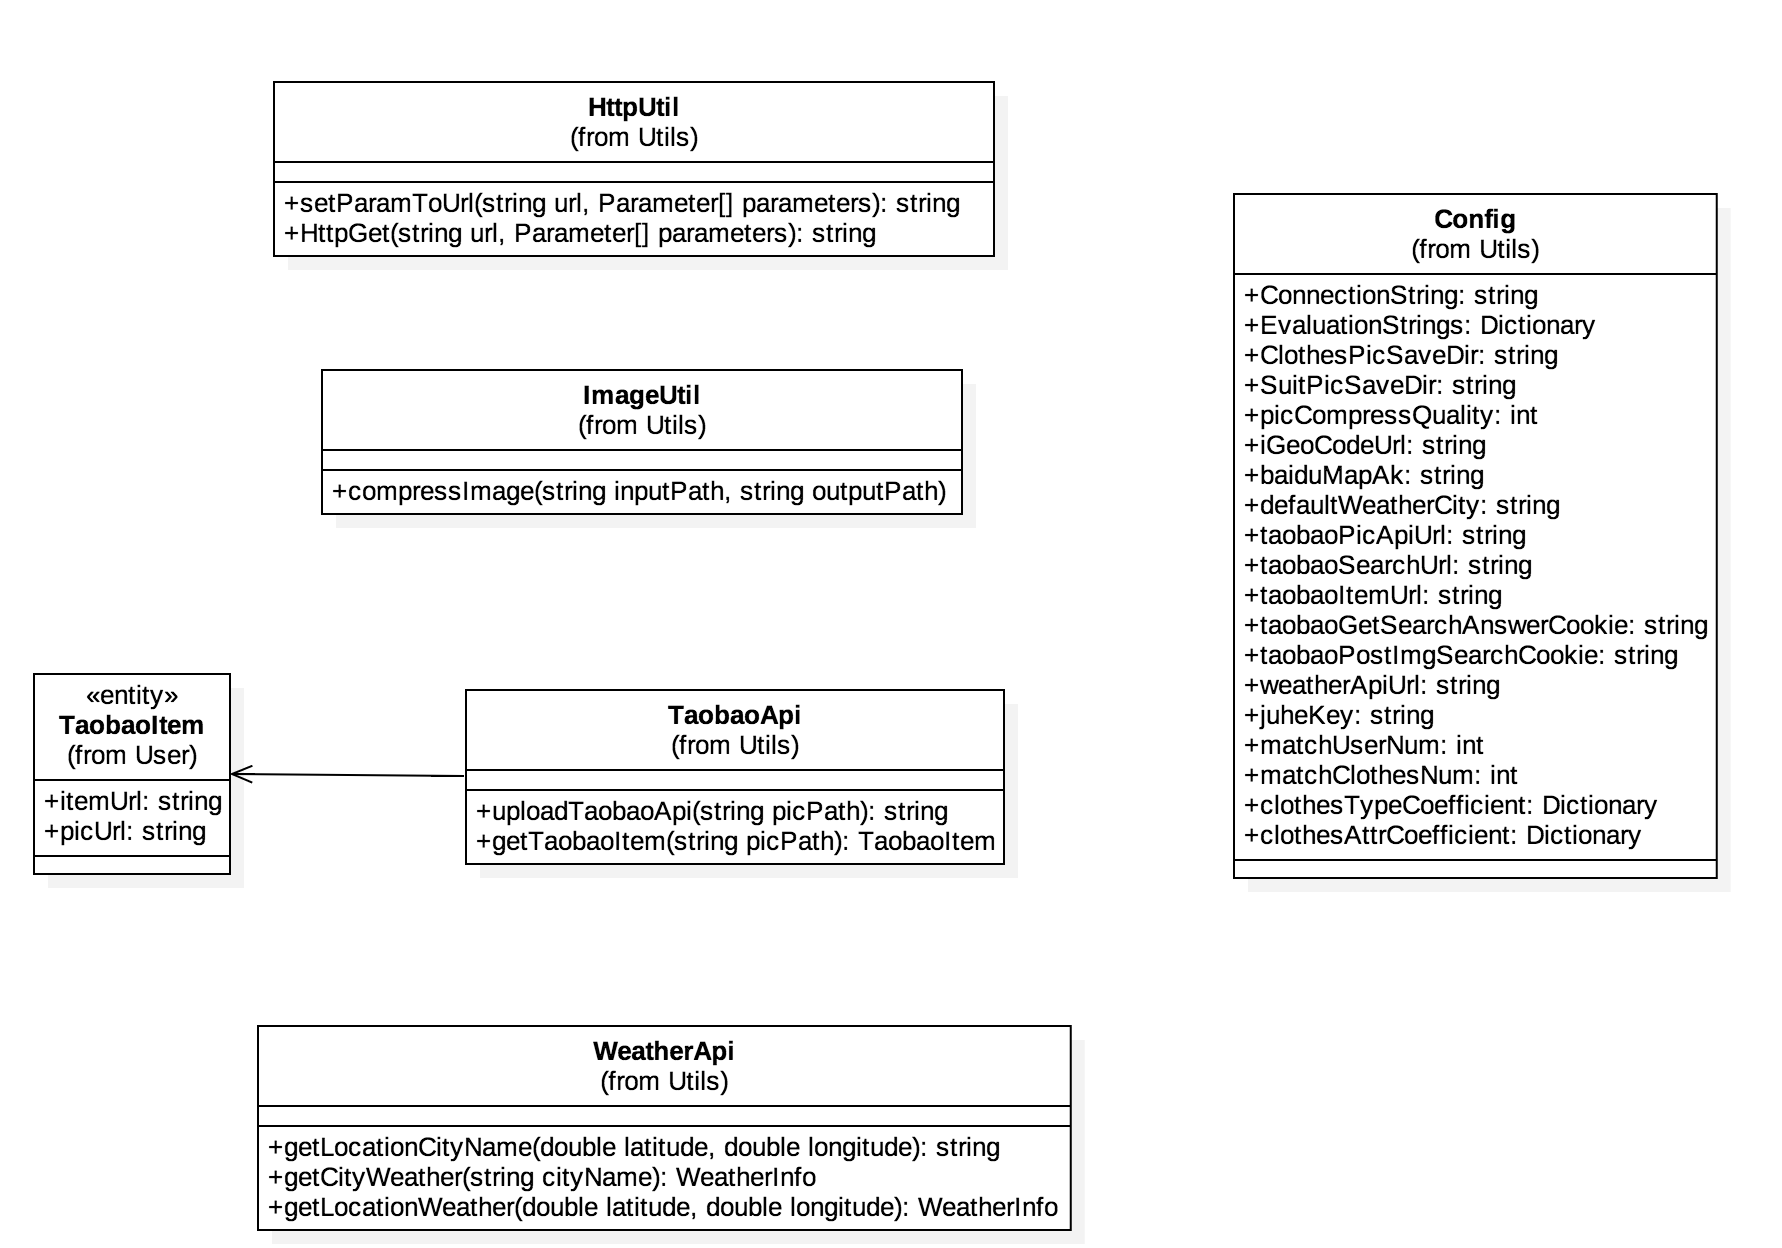 HttpUtil
(from Utils)
+setParamToUrl(string url, Parameter[] parameters): string
+HttpGet(string url, Parameter[] parameters): string
ImageUtil
(from Utils)
+compressImage(string inputPath, string outputPath)
«entity»
TaobaoItem
(from User)
+itemUrl: string
+picUrl: string
TaobaoApi
(from Utils)
+uploadTaobaoApi(string picPath): string
+getTaobaoItem(string picPath): TaobaoItem
WeatherApi
(from Utils)
+getLocationCityName(double latitude, double longitude): string
+getCityWeather(string cityName): WeatherInfo
+getLocationWeather(double latitude, double longitude): WeatherInfo
Config
(from Utils)
+ConnectionString: string
+EvaluationStrings: Dictionary
+ClothesPicSaveDir: string
+SuitPicSaveDir: string
+picCompressQuality: int
+iGeoCodeUrl: string
+baiduMapAk: string
+defaultWeatherCity: string
+taobaoPicApiUrl: string
+taobaoSearchUrl: string
+taobaoItemUrl: string
+taobaoGetSearchAnswerCookie: string
+taobaoPostImgSearchCookie: string
+weatherApiUrl: string
+juheKey: string
+matchUserNum: int
+matchClothesNum: int
+clothesTypeCoefficient: Dictionary
+clothesAttrCoefficient: Dictionary